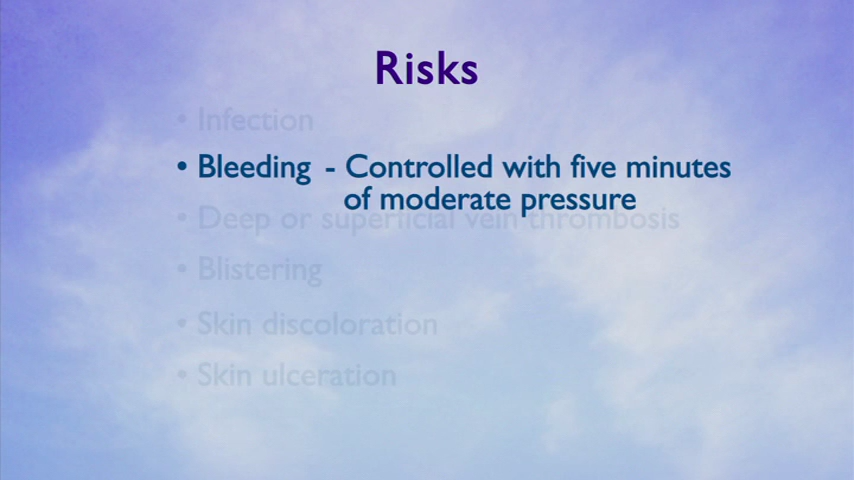 Risks
• Infection
• Bleeding - Controlled with five minutes
of moderate pressure
• Deep or superficial vein thrombosis
• Blistering
• Skin discoloration
• Skin ulceration